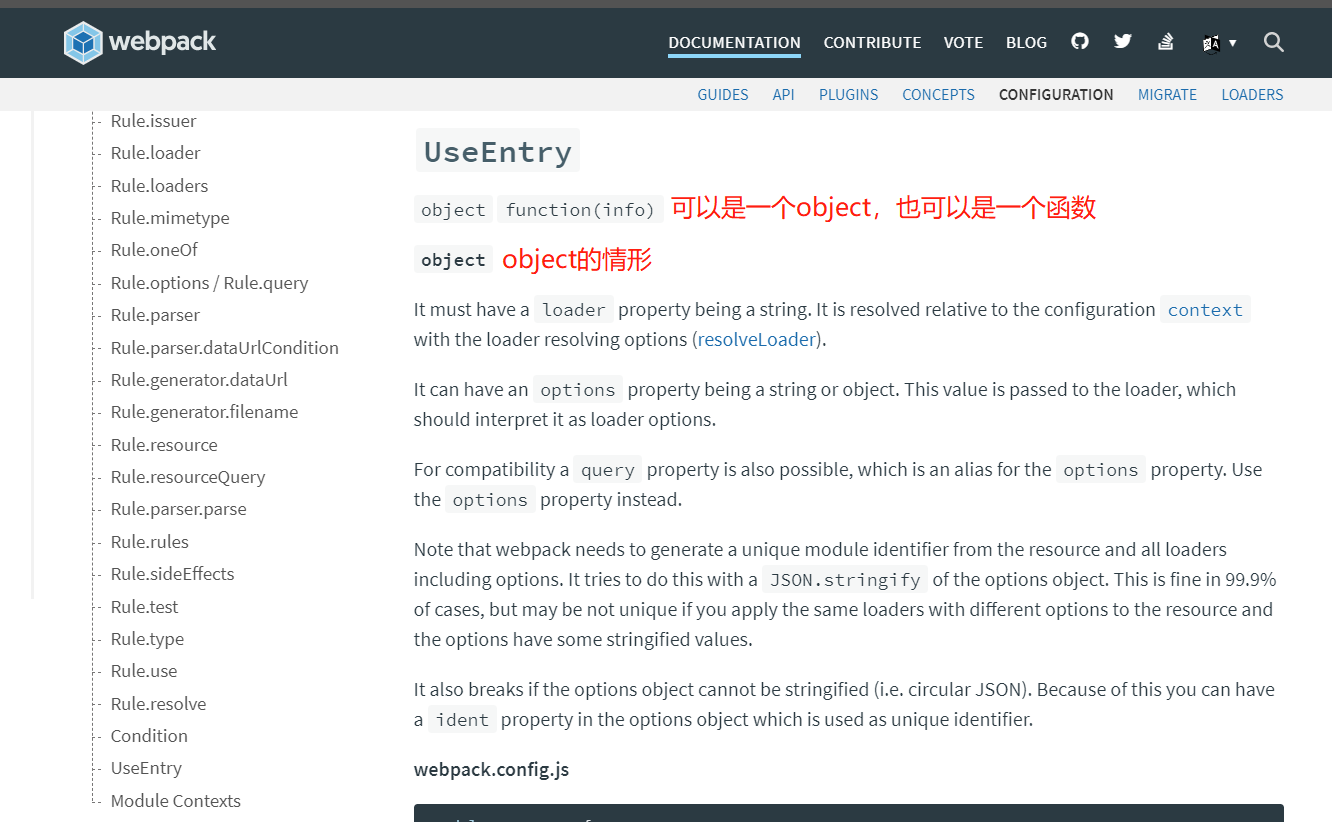 webpack
DOCUMENTATION CONTRIBUTE VOTE BLOG
GUIDES API PLUGINS CONCEPTS CONFIGURATION MIGRATE LOADERS
Rule.issuer
Rule.loader
Rule.loaders
Rule.mimetype
Rule.oneOf
Rule.options / Rule.query
Rule.parser
Rule.parser.dataUrlCondition
Rule.generator.dataUrl
Rule.generator.filename
Rule.resource
Rule.resourceQuery
Rule.parser.parse
Rule.rules
Rule.sideEffects
Rule.test
Rule.type
Rule.use
Rule.resolve
Condition
UseEntry
Module Contexts
UseEntry
object function(info) 可以是一个object，也可以是一个函数
object object的情形
It must have a loader property being a string. It is resolved relative to the configuration context
with the loader resolving options (resolveLoader).
It can have an options property being a string or object. This value is passed to the loader, which
should interpret it as loader options.
For compatibility a query property is also possible, which is an alias for the options property. Use
the options property instead.
Note that webpack needs to generate a unique module identifier from the resource and all loaders
including options. It tries to do this with a JSON.stringify of the options object. This is fine in 99.9%
of cases, but may be not unique if you apply the same loaders with different options to the resource and
the options have some stringified values.
It also breaks if the options object cannot be stringified (i.e. circular JSON). Because of this you can have
a ident property in the options object which is used as unique identifier.
webpack.config.js